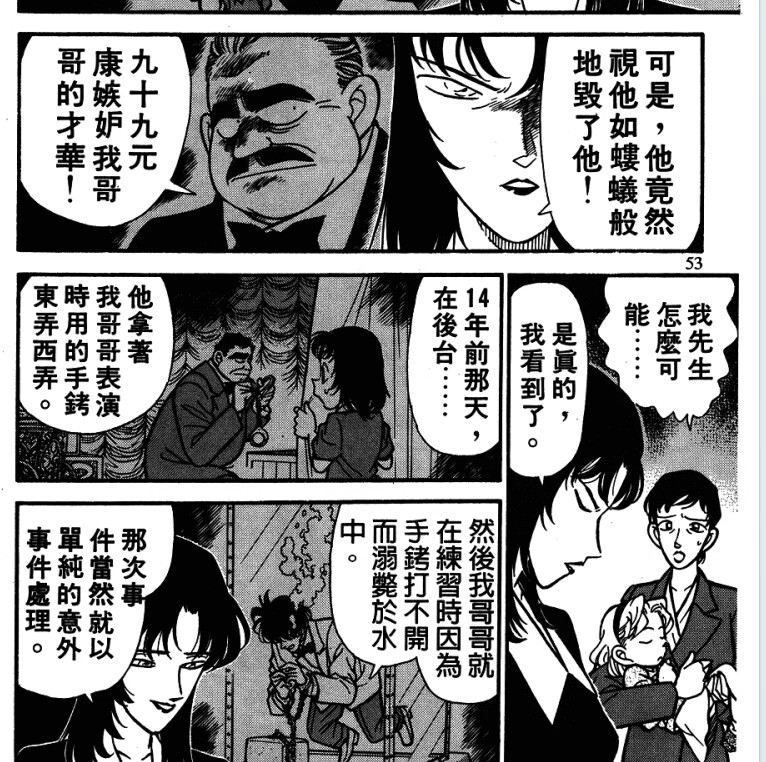 可是，他竟然
視他如螻蟻般
地毀了他！
九十九元
康嫉妒我哥
哥的才華！
53
我先生
怎麼可
能……
是真的，
我看到了。
14年前那天，
在後台……
他拿著
我哥哥表演
時用的手銬
東弄西弄。
然後我哥哥就
在練習時因為
手銬打不開
而溺斃於水
中。
那次事
件當然就以
單純的意外
事件處理。